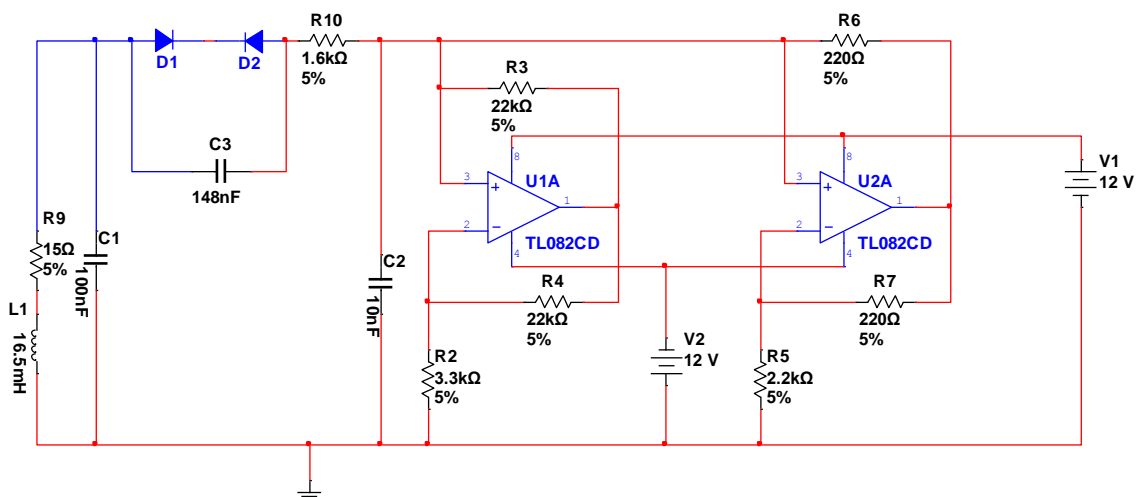 R10
1.6kΩ
5%
D1
D2
R6
220Ω
5%
R3
22kΩ
5%
C3
148nF
8
3
+
U1A
1
2
−
4
TL082CD
8
3
+
U2A
1
2
−
4
TL082CD
V1
12 V
R9
15Ω
5%
C1
100nF
L1
16.5mH
C2
10nF
R4
22kΩ
5%
R7
220Ω
5%
R2
3.3kΩ
5%
V2
12 V
R5
2.2kΩ
5%